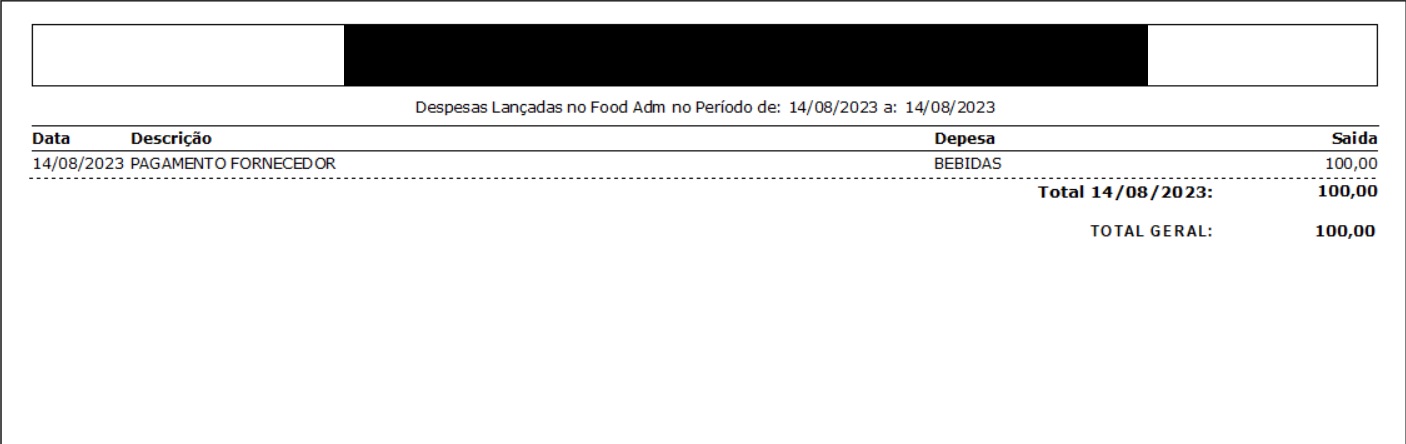 Despesas Lançadas no Food Adm no Período de: 14/08/2023 a: 14/08/2023
Data Descrição Depesa Saida
14/08/2023 PAGAMENTO FORNECEDOR BEBIDAS 100,00
Total 14/08/2023: 100,00
TOTAL GERAL: 100,00